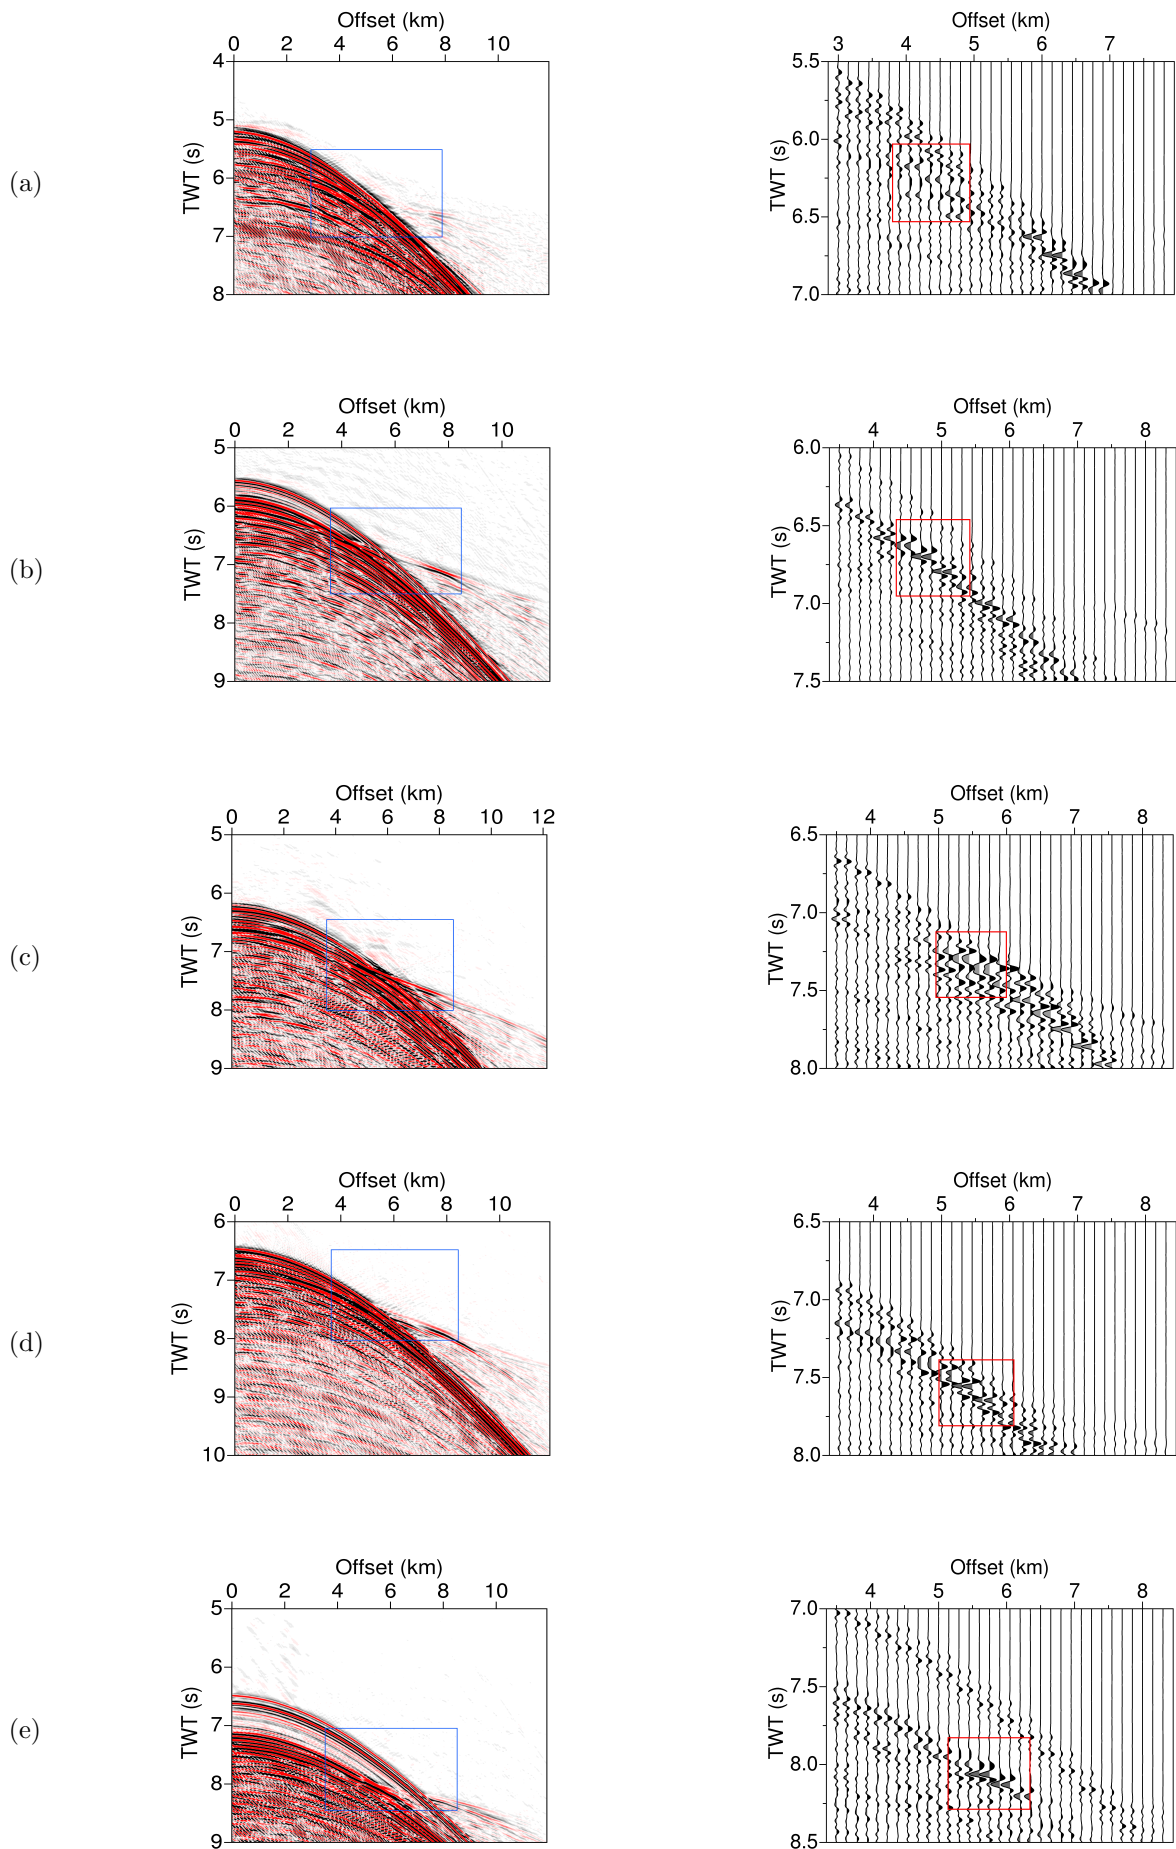 Offset (km)
0 2 4 6 8 10
4
5
6
7
8
TWT (s)
Offset (km)
3 4 5 6 7
5.5
6.0
6.5
7.0
TWT (s)
(a)
Offset (km)
0 2 4 6 8 10
5
6
7
8
9
TWT (s)
Offset (km)
4 5 6 7 8
6.0
6.5
7.0
7.5
TWT (s)
(b)
Offset (km)
0 2 4 6 8 10 12
5
6
7
8
9
TWT (s)
Offset (km)
4 5 6 7 8
6.5
7.0
7.5
8.0
TWT (s)
(c)
Offset (km)
0 2 4 6 8 10
6
7
8
9
10
TWT (s)
Offset (km)
4 5 6 7 8
6.5
7.0
7.5
8.0
TWT (s)
(d)
Offset (km)
0 2 4 6 8 10
5
6
7
8
9
TWT (s)
Offset (km)
4 5 6 7 8
7.0
7.5
8.0
8.5
TWT (s)
(e)